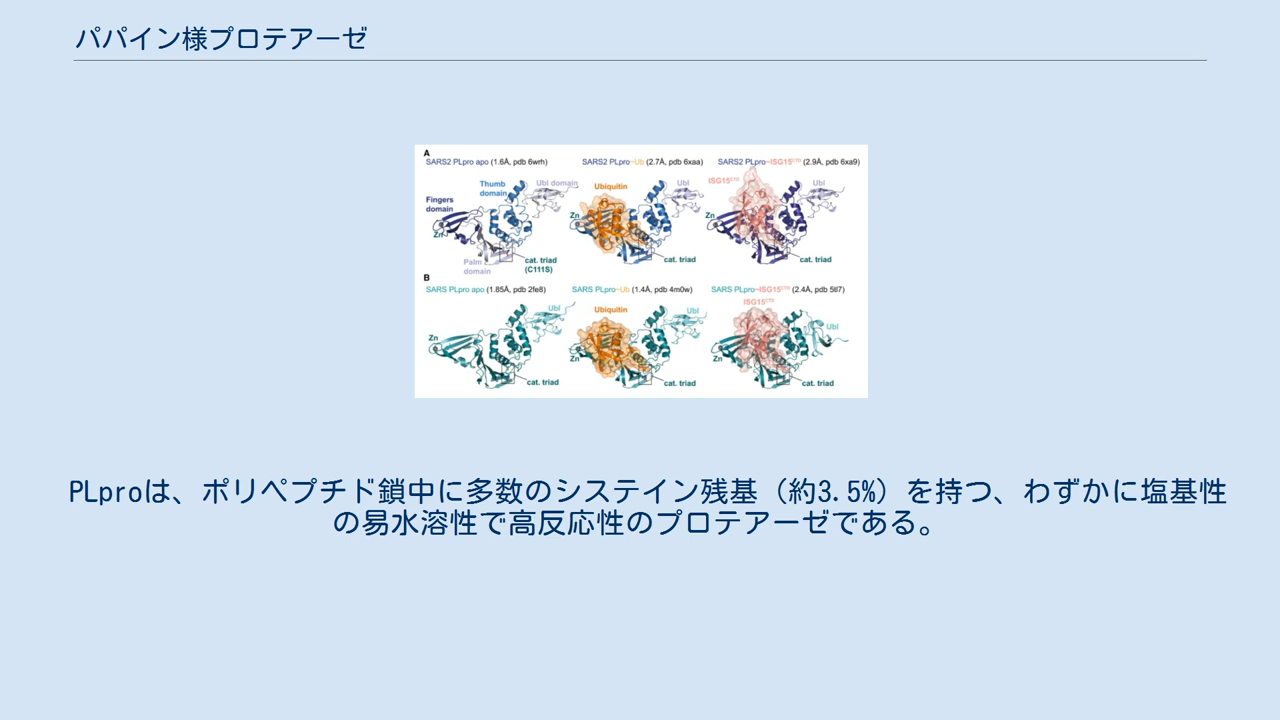 パパイン様プロテアーゼ
A
SARS2 PLpro apo (1.6Å, pdb 6wrh)
SARS2 PLpro~Ub (2.7Å, pdb 6xaa)
SARS2 PLpro~ISG15CTD (2.9Å, pdb 6xa9)
Thumb
domain
Ubl domain
Fingers
domain
Zn
Palm
domain
cat. triad
(C111S)
Ubiquitin
Ubl
Zn
cat. triad
ISG15CTD
Ubl
Zn
cat. triad
B
SARS PLpro apo (1.85Å, pdb 2fe8)
SARS PLpro~Ub (1.4Å, pdb 4m0w)
SARS PLpro~ISG15CTD (2.4Å, pdb 5tl7)
Ubl
Zn
cat. triad
Ubiquitin
Ubl
Zn
cat. triad
ISG15CTD
Ubl
Zn
cat. triad
PLproは、ポリペプチド鎖中に多数のシステイン残基（約3.5%）を持つ、わずかに塩基性
の易水溶性で高反応性のプロテアーゼである。